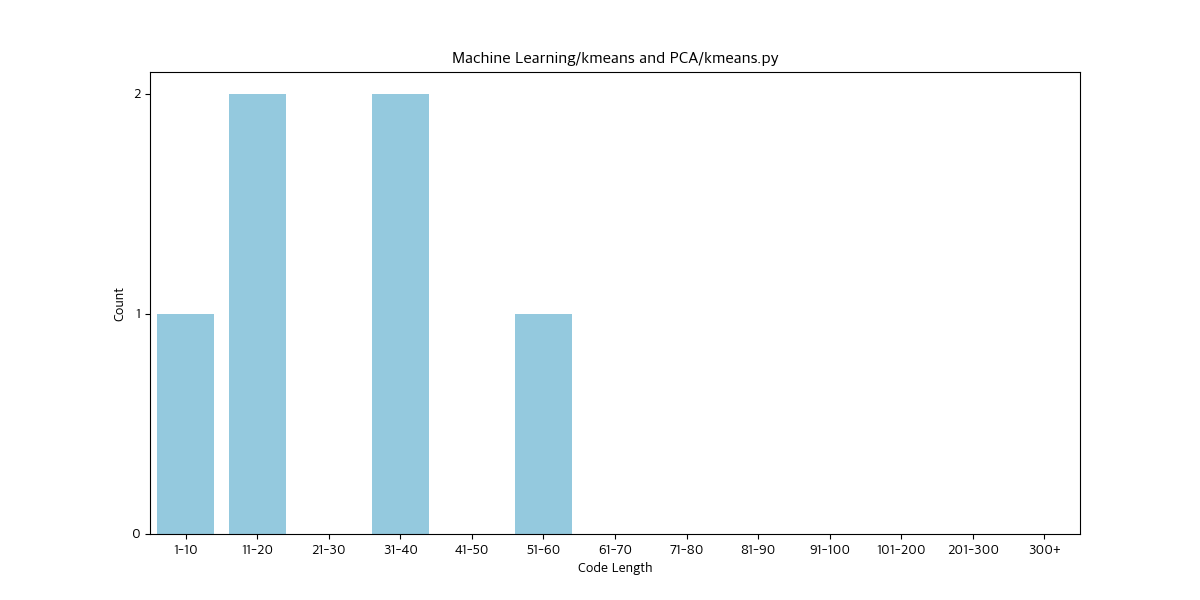 Machine Learning/kmeans and PCA/kmeans.py
2
1
0
Count
1-10 11-20 21-30 31-40 41-50 51-60 61-70 71-80 81-90 91-100 101-200 201-300 300+
Code Length